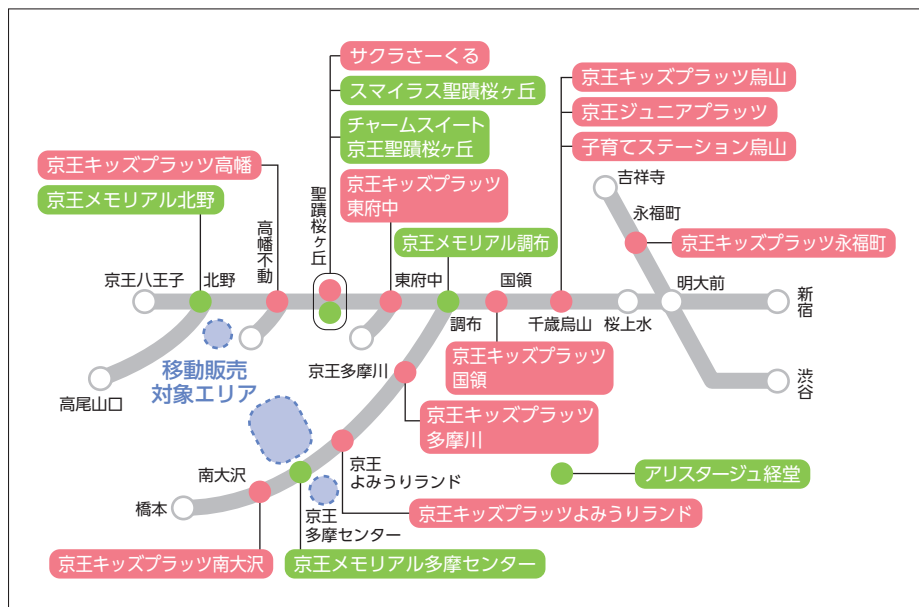 サクラさーくる
スマイラス聖蹟桜ヶ丘
チャームスイート
京王聖蹟桜ヶ丘
京王キッズプラッツ烏山
京王ジュニアプラッツ
子育てステーション烏山
京王キッズプラッツ高幡
京王メモリアル北野
京王キッズプラッツ
東府中
京王メモリアル調布
吉祥寺
永福町
京王キッズプラッツ永福町
京王八王子
北野
高幡不動
聖蹟桜ヶ丘
東府中
調布
国領
千歳烏山
桜上水
明大前
新宿
渋谷
高尾山口
移動販売
対象エリア
京王多摩川
京王キッズプラッツ
国領
京王キッズプラッツ
多摩川
南大沢
京王
よみうりランド
アリスタージュ経堂
橋本
京王
多摩センター
京王キッズプラッツよみうりランド
京王キッズプラッツ南大沢
京王メモリアル多摩センター